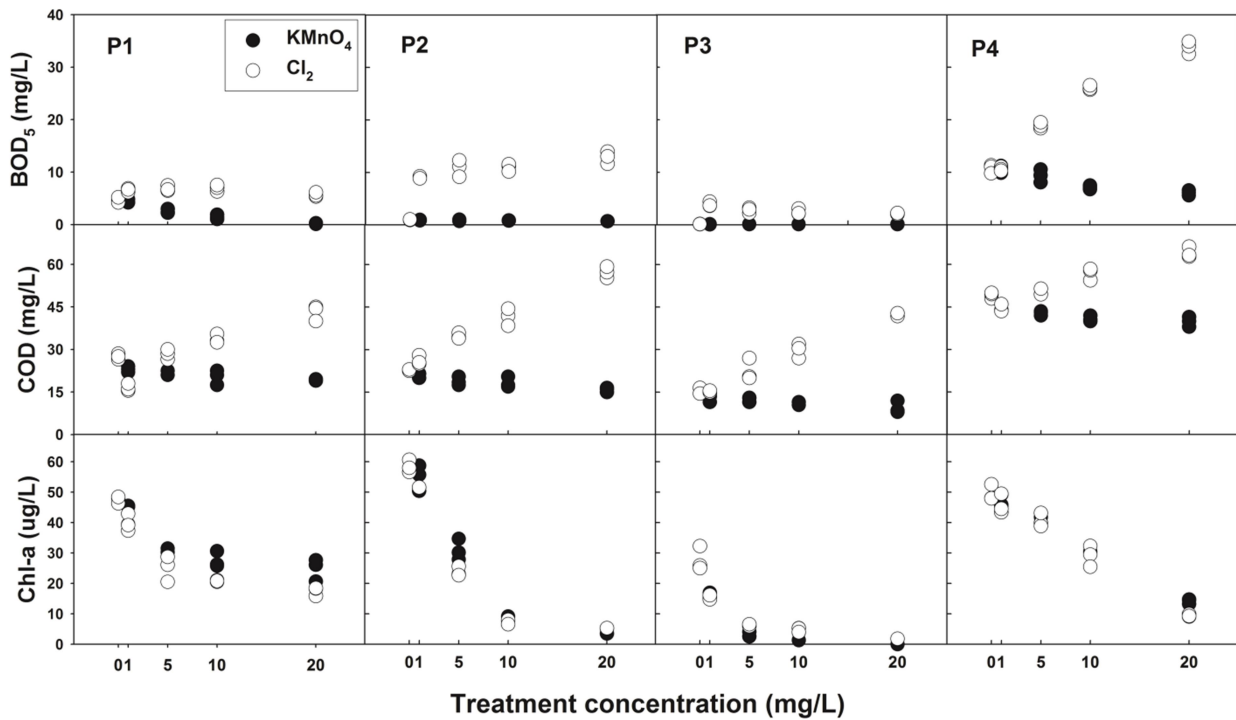 P1
KMnO4
Cl2
P2
P3
P4
BOD5 (mg/L)
40
30
20
10
0
COD (mg/L)
60
45
30
15
0
Chl-a (ug/L)
60
50
40
30
20
10
0
01 5 10 20 01 5 10 20 01 5 10 20 01 5 10 20
Treatment concentration (mg/L)